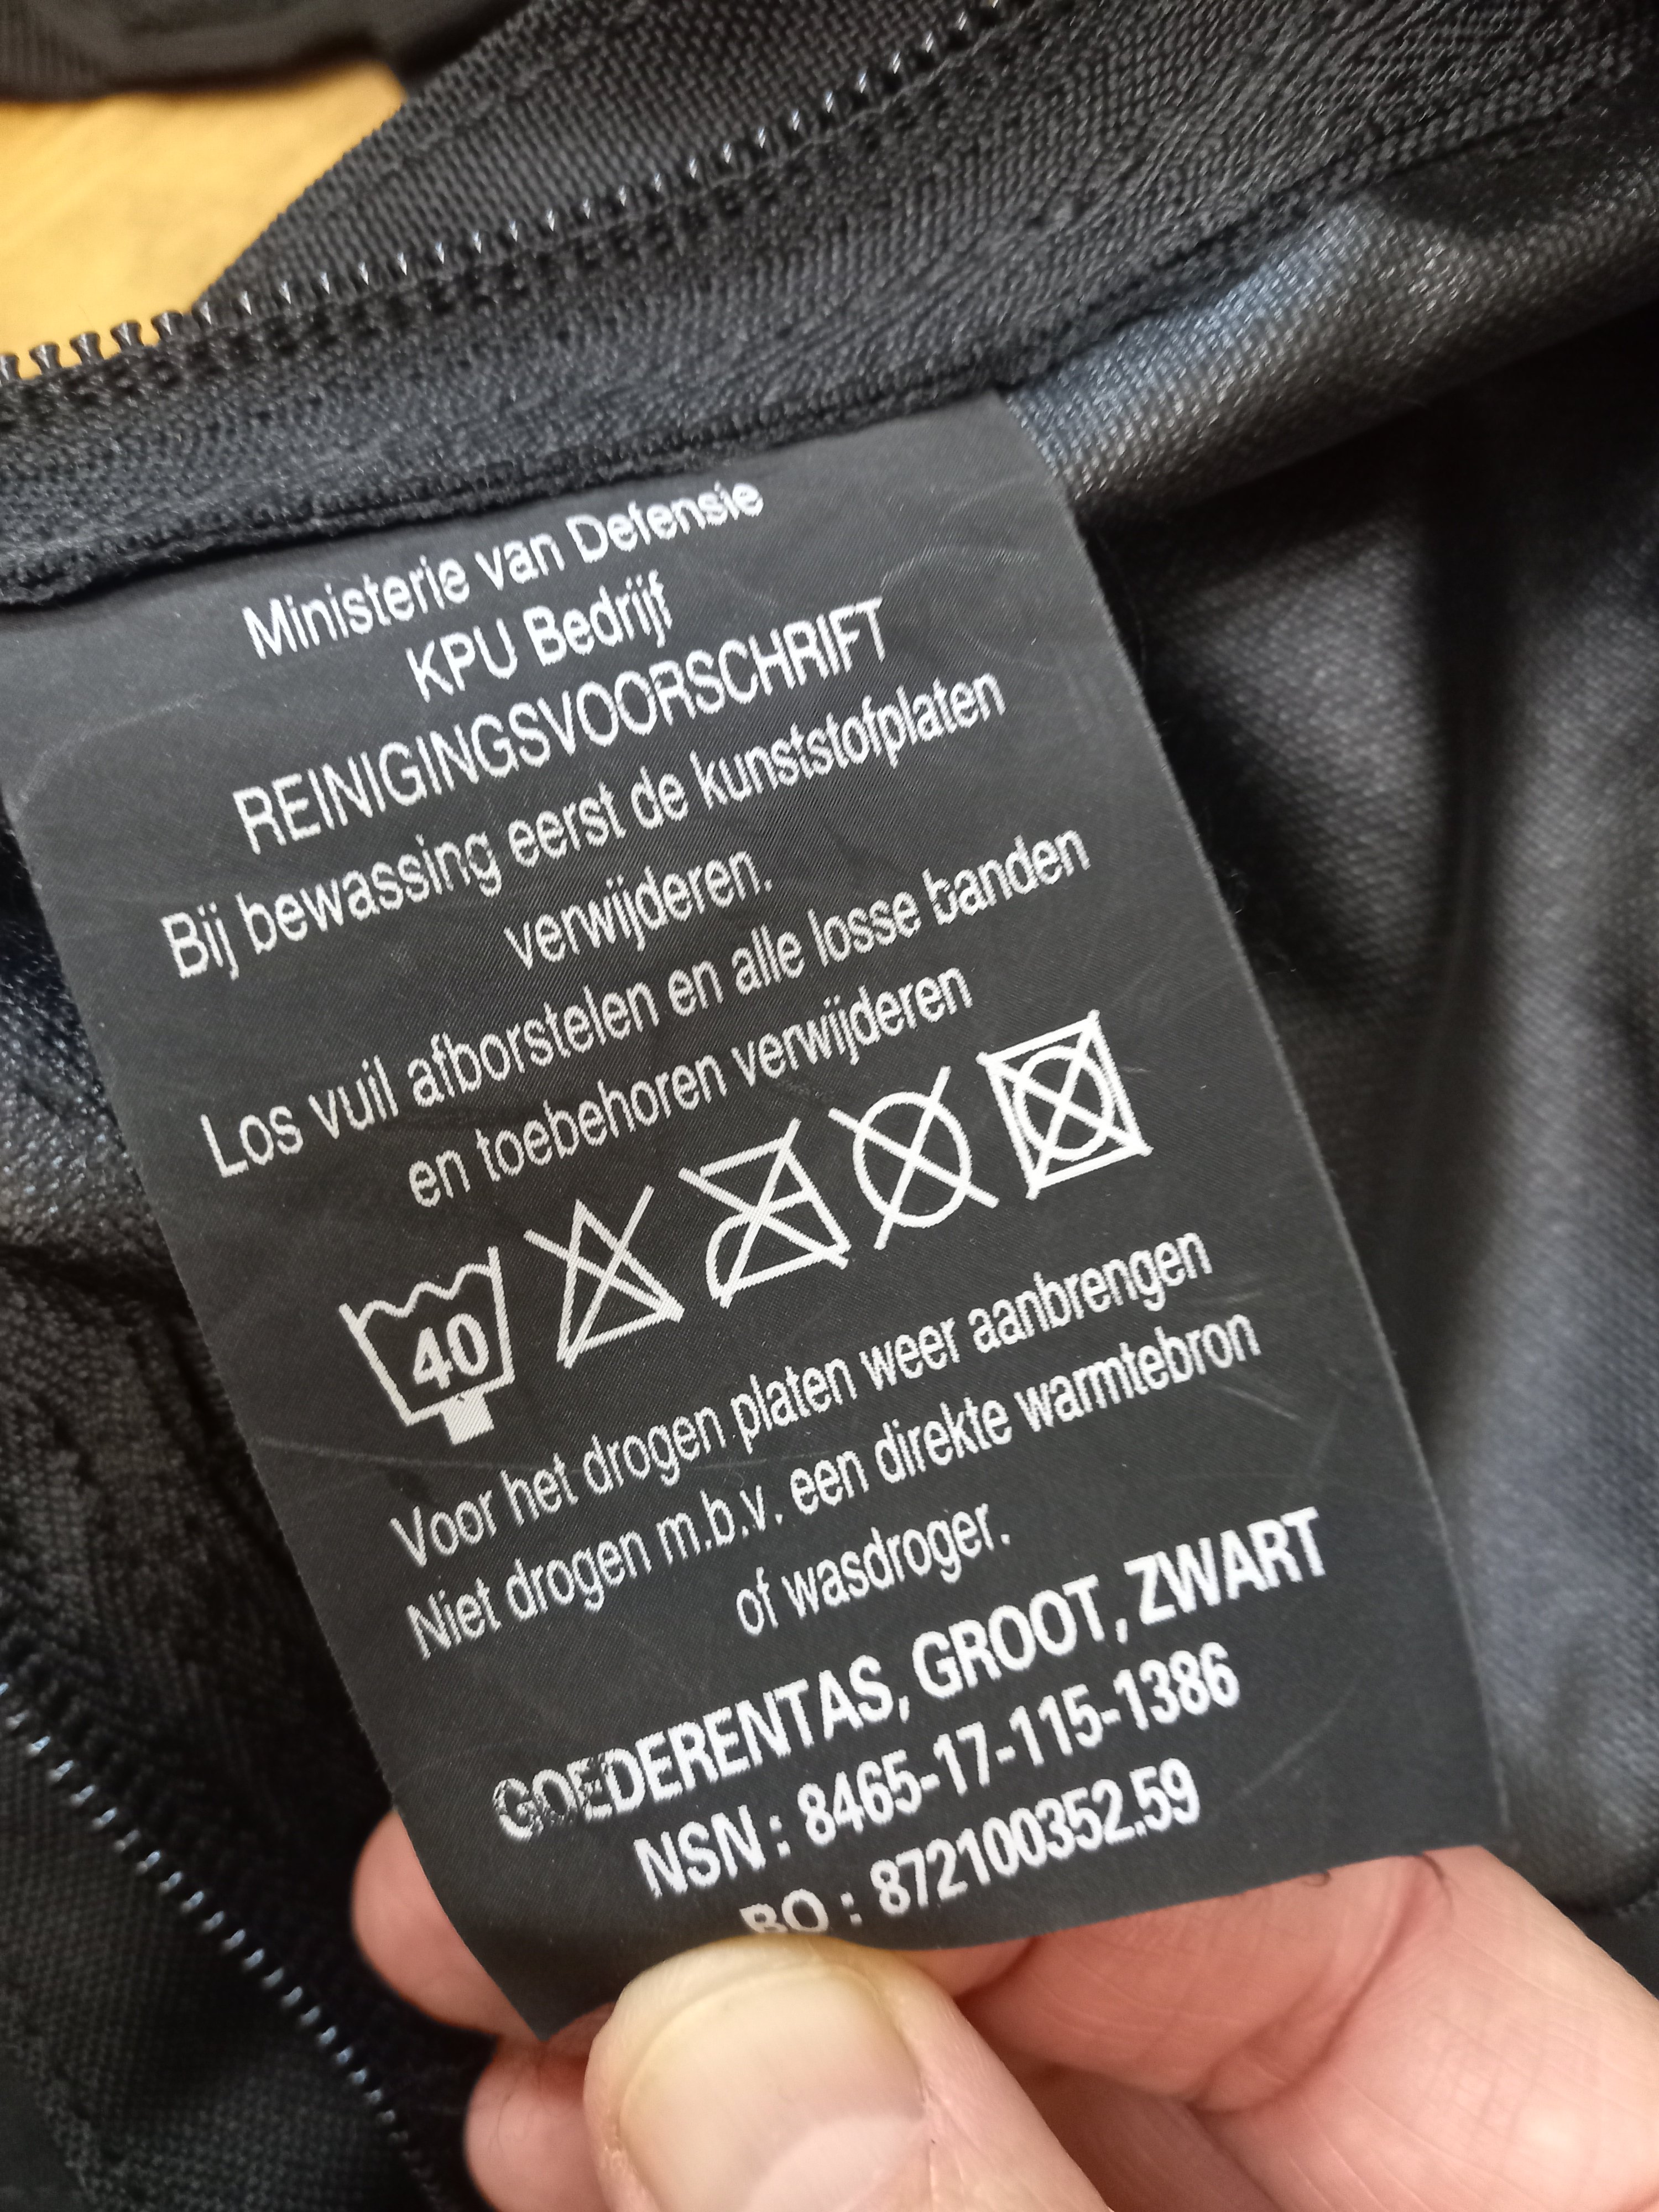 Ministerie van Defensie
KPU Bedrijf
REINIGINGSVOORSCHRIFT
Bij bewassing eerst de kunststofplaten
verwijderen.
Los vuil afborstelen en alle losse banden
en toebehoren verwijderen
40
Voor het drogen platen weer aanbrengen
Niet drogen m.b.v. een direkte warmtebron
of wasdroger.
GOEDERENTAS, GROOT, ZWART
NSN : 8465-17-115-1386
BO : 872100352.59